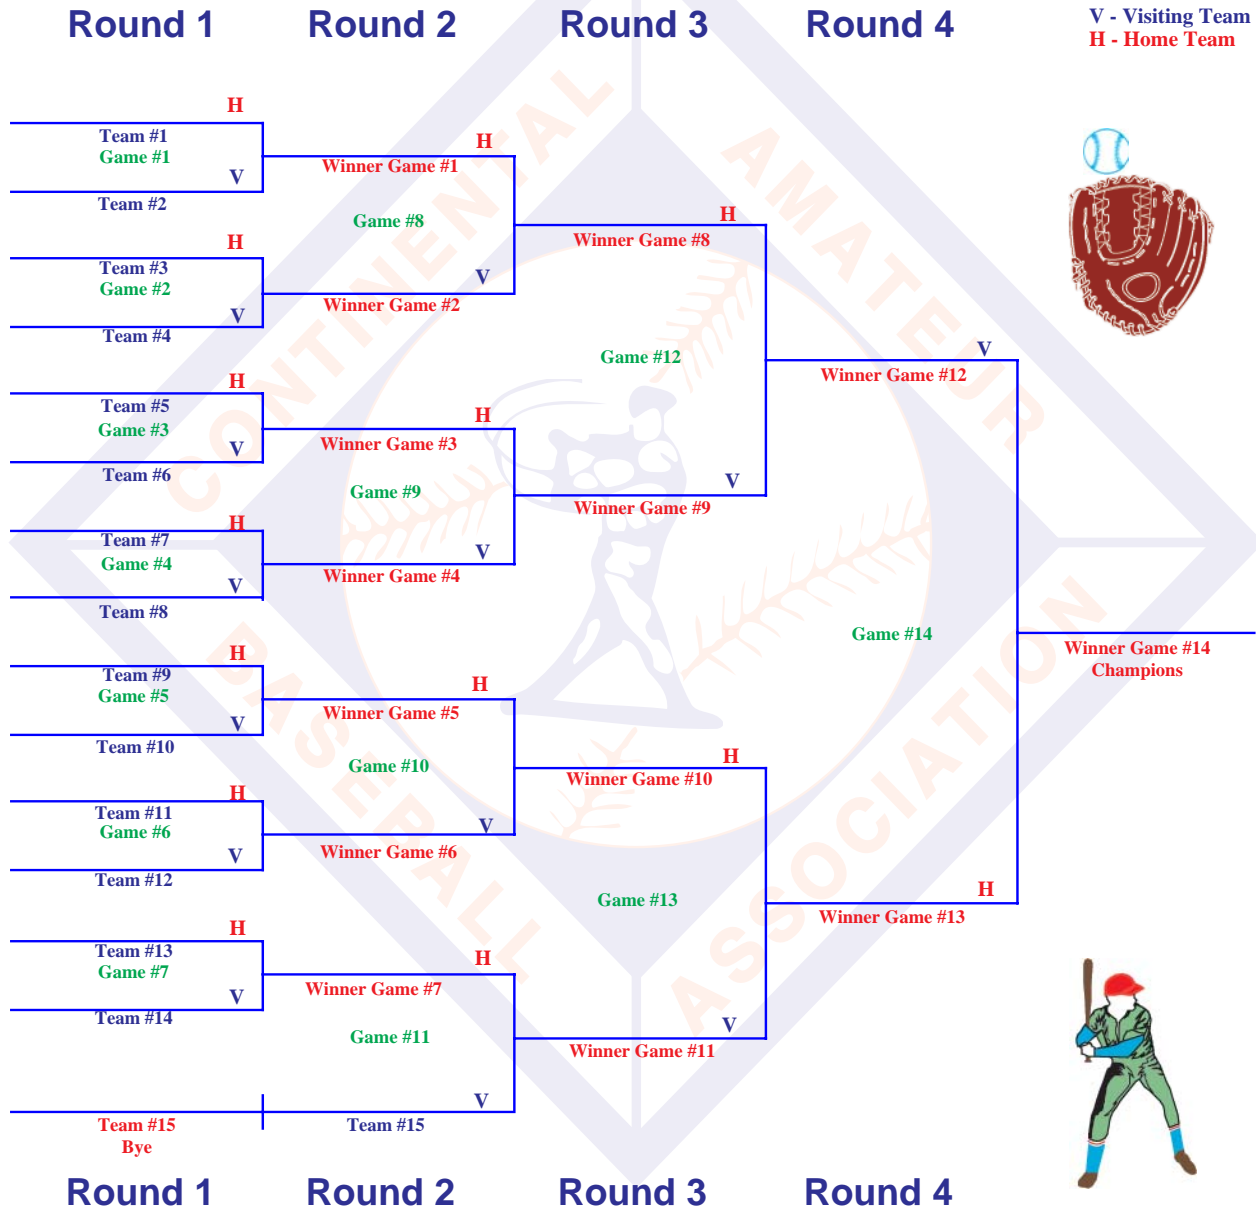 Round 1 Round 2 Round 3 Round 4
V - Visiting Team
H - Home Team
H
Team #1
Game #1
V
Team #2
H
Team #3
Game #2
V
Team #4
H
Team #5
Game #3
V
Team #6
H
Team #7
Game #4
V
Team #8
H
Team #9
Game #5
V
Team #10
H
Team #11
Game #6
V
Team #12
H
Team #13
Game #7
V
Team #14
Team #15
Bye
H
Winner Game #1
Game #8
V
Winner Game #2
H
Winner Game #3
Game #9
V
Winner Game #4
H
Winner Game #5
Game #10
V
Winner Game #6
H
Winner Game #7
Game #11
V
Team #15
H
Winner Game #8
Game #12
V
Winner Game #9
H
Winner Game #10
Game #13
V
Winner Game #11
V
Winner Game #12
Game #14
H
Winner Game #13
Winner Game #14
Champions
CONTINENTAL
AMATEUR
BASEBALL
ASSOCIATION
Round 1 Round 2 Round 3 Round 4